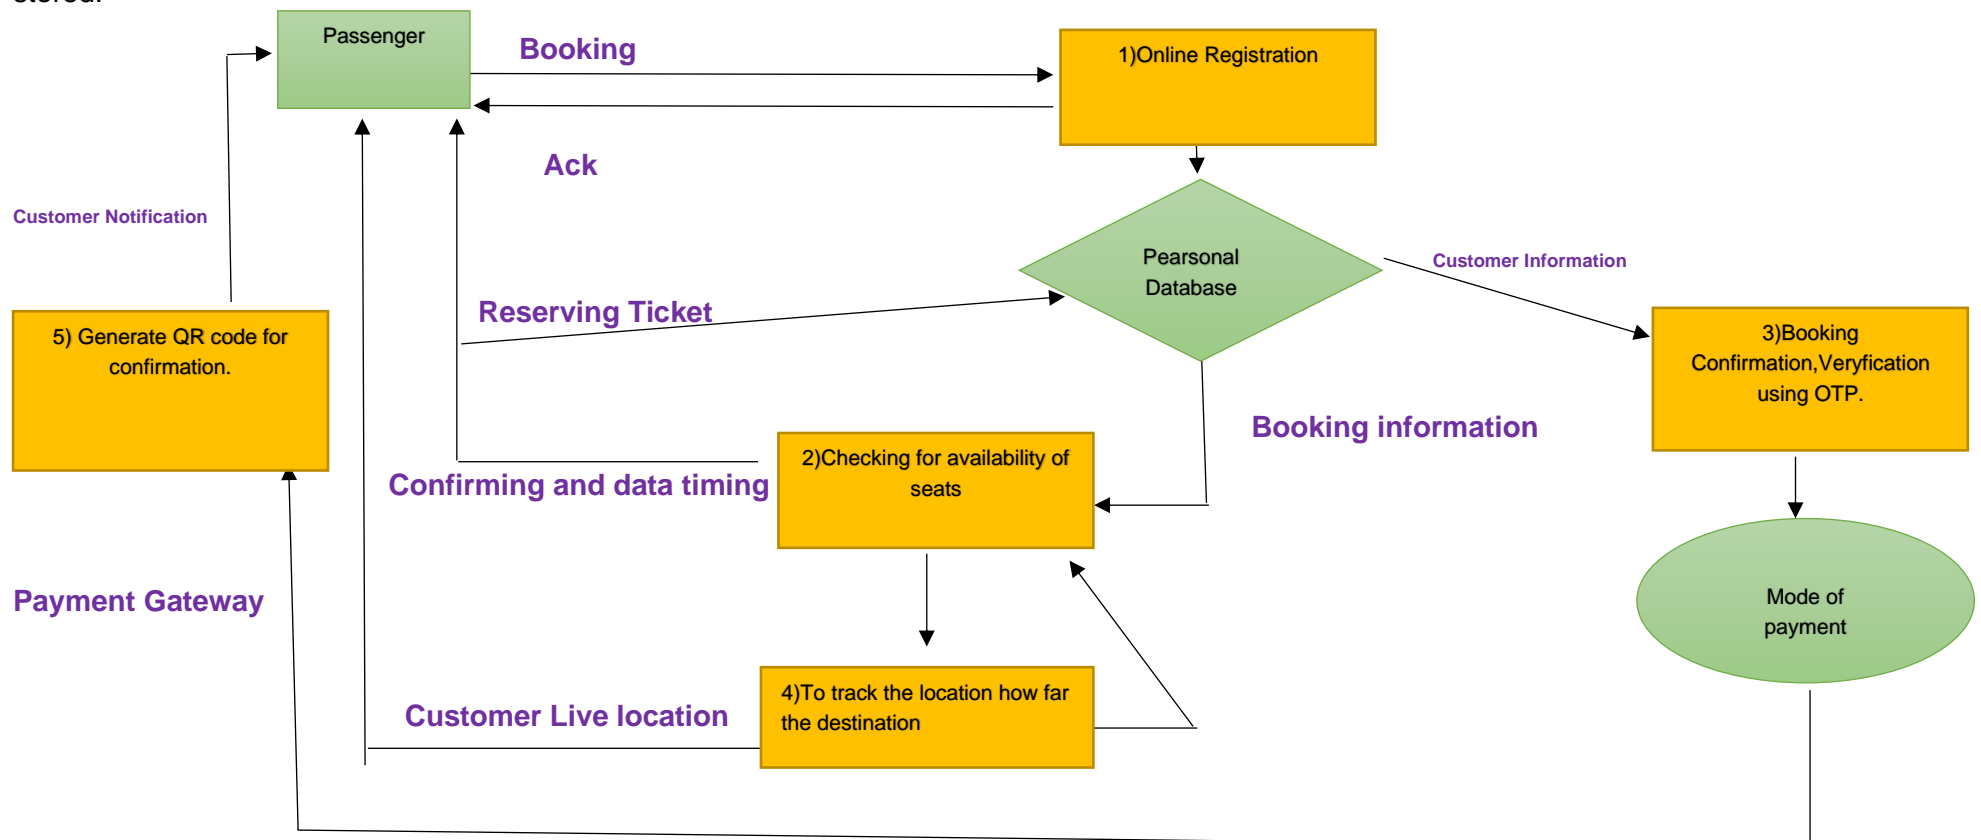 stored.
Passenger
Booking
1)Online Registration
Ack
Customer Notification
Pearsonal
Database
Customer Information
Reserving Ticket
5) Generate QR code for
confirmation.
3)Booking
Confirmation,Veryfication
using OTP.
Booking information
2)Checking for availability of
seats
Confirming and data timing
Payment Gateway
Mode of
payment
4)To track the location how far
the destination
Customer Live location